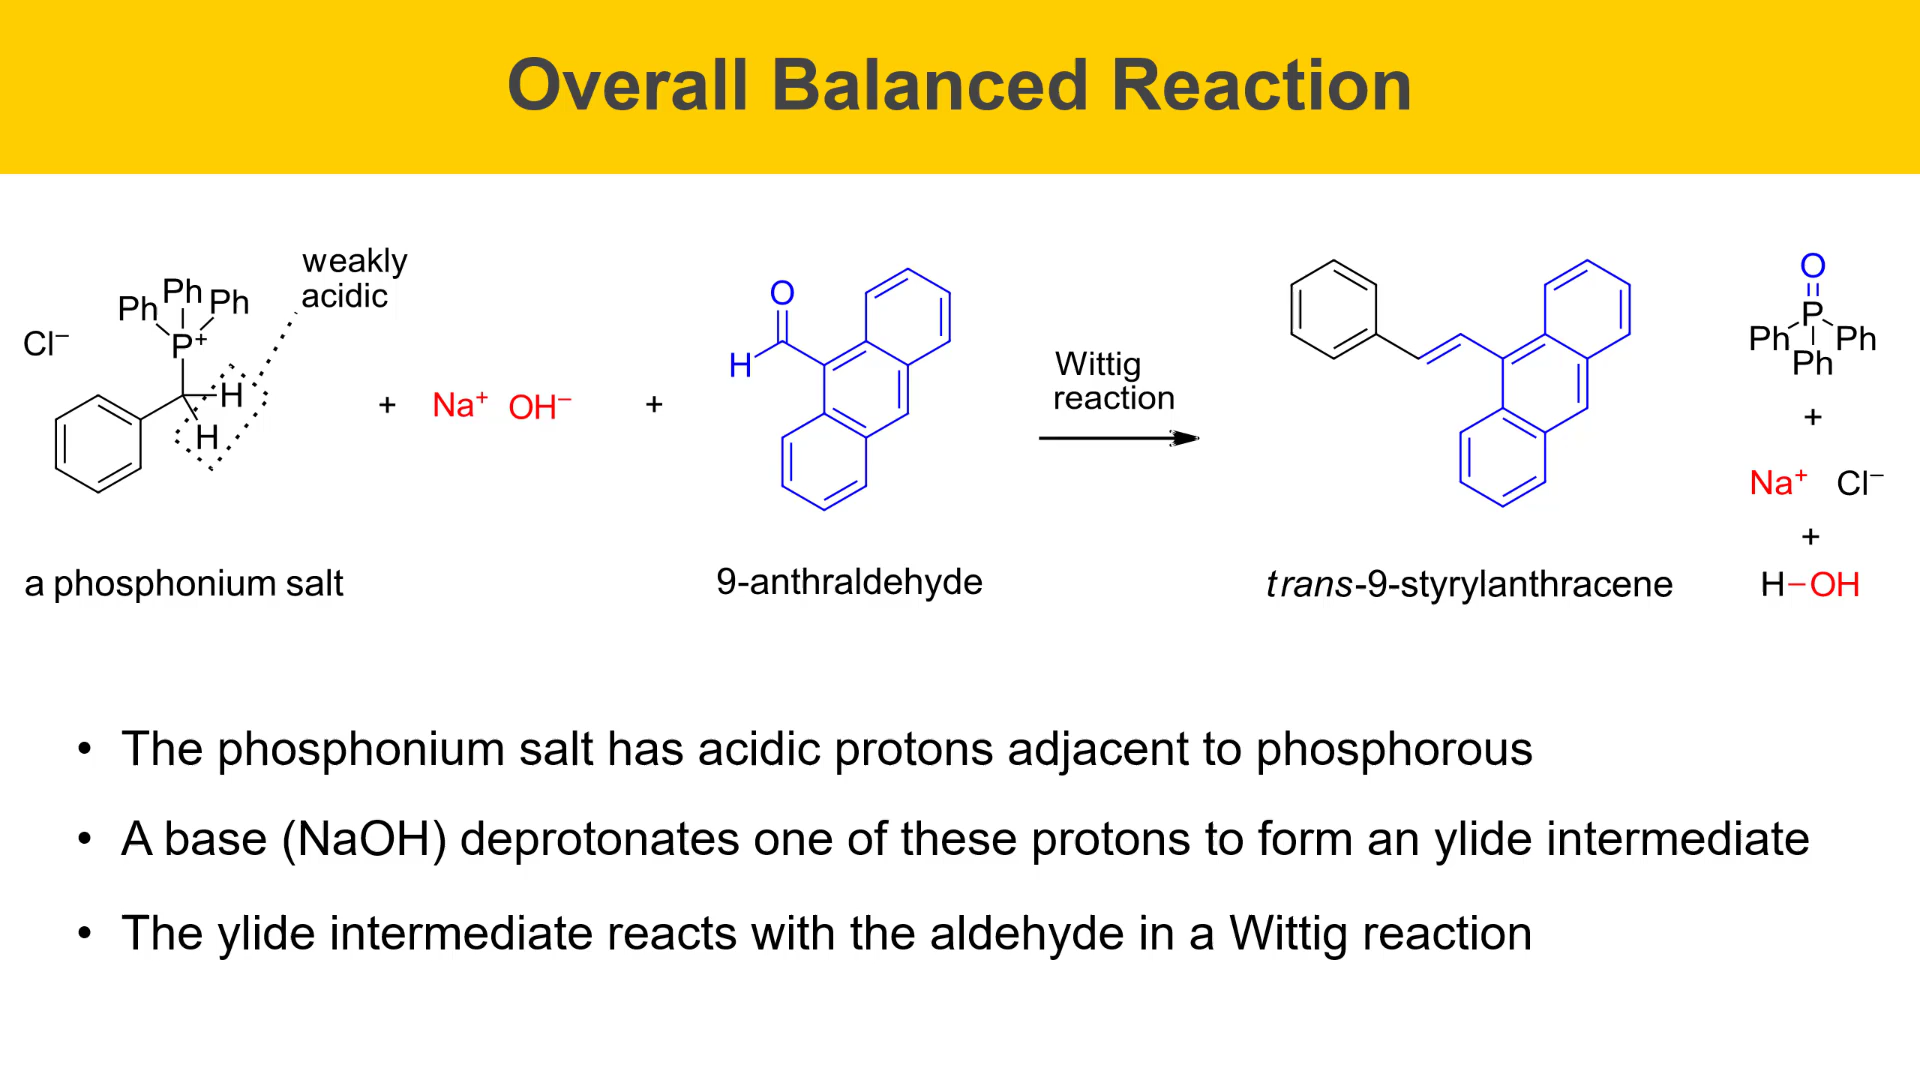 Overall Balanced Reaction
weakly
acidic
Ph Ph Ph
Cl⁻
P⁺
H
H
+
Na⁺ OH⁻
+
O
H
Wittig
reaction
O
P
Ph Ph
Ph
+
Na⁺ Cl⁻
+
H–OH
a phosphonium salt
9-anthraldehyde
trans-9-styrylanthracene
• The phosphonium salt has acidic protons adjacent to phosphorous
• A base (NaOH) deprotonates one of these protons to form an ylide intermediate
• The ylide intermediate reacts with the aldehyde in a Wittig reaction